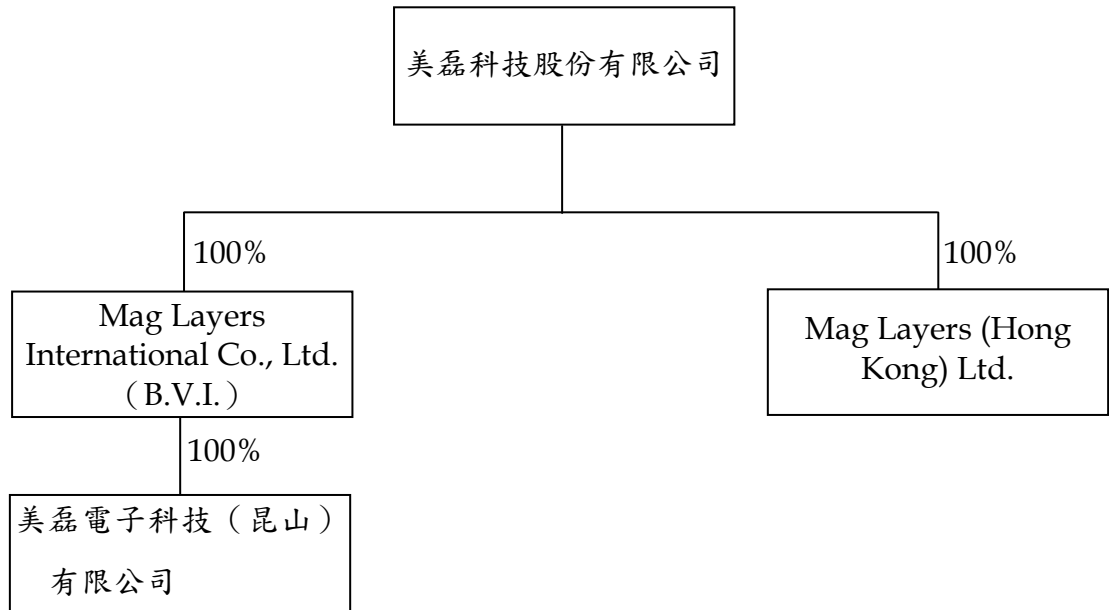 美磊科技股份有限公司
100%
100%
Mag Layers
International Co., Ltd.
（B.V.I.）
Mag Layers (Hong
Kong) Ltd.
100%
美磊電子科技（昆山）
有限公司